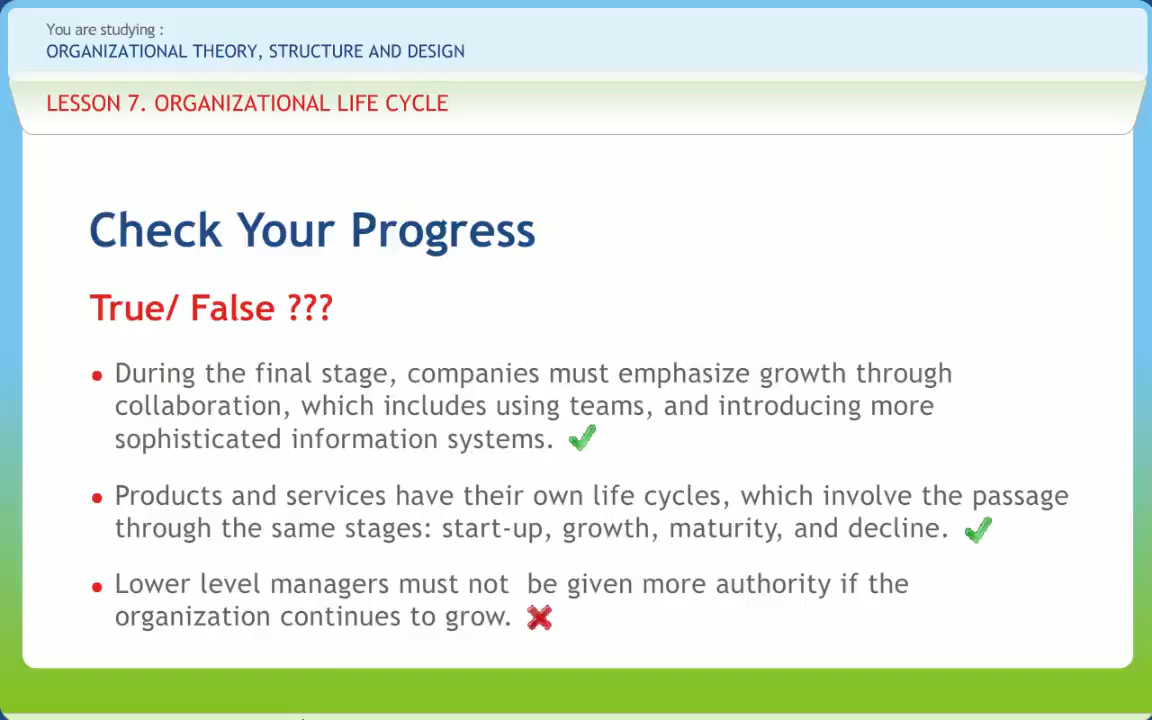 You are studying :
ORGANIZATIONAL THEORY, STRUCTURE AND DESIGN
LESSON 7. ORGANIZATIONAL LIFE CYCLE
Check Your Progress
True/ False ???
• During the final stage, companies must emphasize growth through
collaboration, which includes using teams, and introducing more
sophisticated information systems.
• Products and services have their own life cycles, which involve the passage
through the same stages: start-up, growth, maturity, and decline.
• Lower level managers must not  be given more authority if the
organization continues to grow.